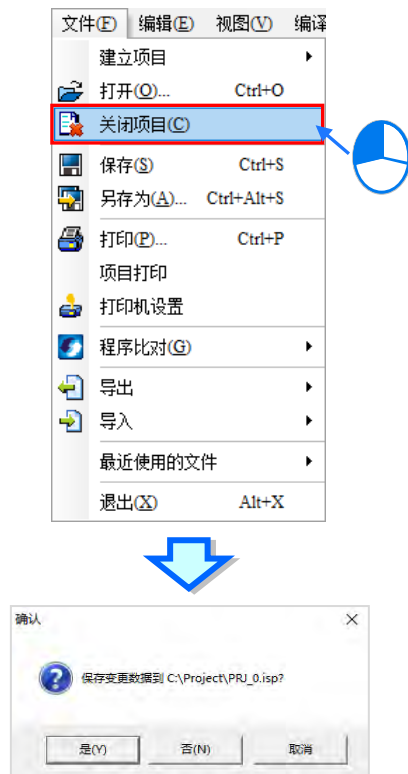 文件(F) 编辑(E) 视图(V) 编译
建立项目
打开(O)... Ctrl+O
关闭项目(C)
保存(S) Ctrl+S
另存为(A)... Ctrl+Alt+S
打印(P)... Ctrl+P
项目打印
打印机设置
程序比对(G)
导出
导入
最近使用的文件
退出(X) Alt+X
确认
保存变更数据到 C:\Project\PRJ_0.isp?
是(Y) 否(N) 取消